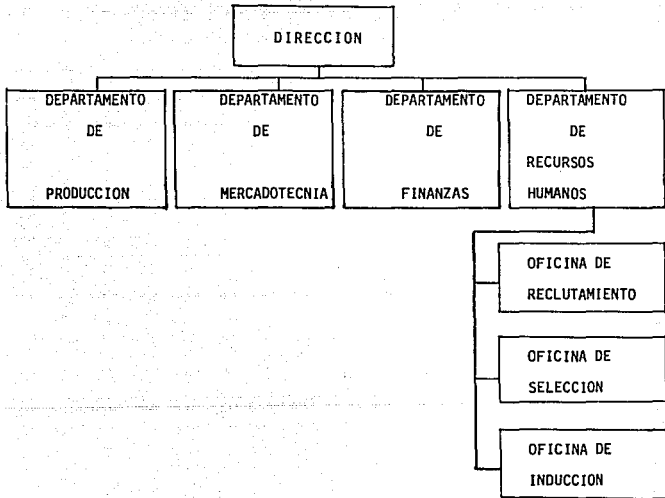 DIRECCION
DEPARTAMENTO
DE
PRODUCCION
DEPARTAMENTO
DE
MERCADOTECNIA
DEPARTAMENTO
DE
FINANZAS
DEPARTAMENTO
DE
RECURSOS
HUMANOS
OFICINA DE
RECLUTAMIENTO
OFICINA DE
SELECCION
OFICINA DE
INDUCCION